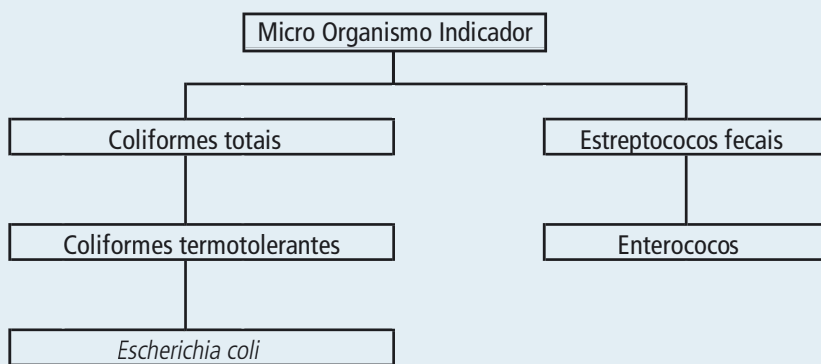 Micro Organismo Indicador
Coliformes totais
Estreptococos fecais
Coliformes termotolerantes
Enterococos
Escherichia coli